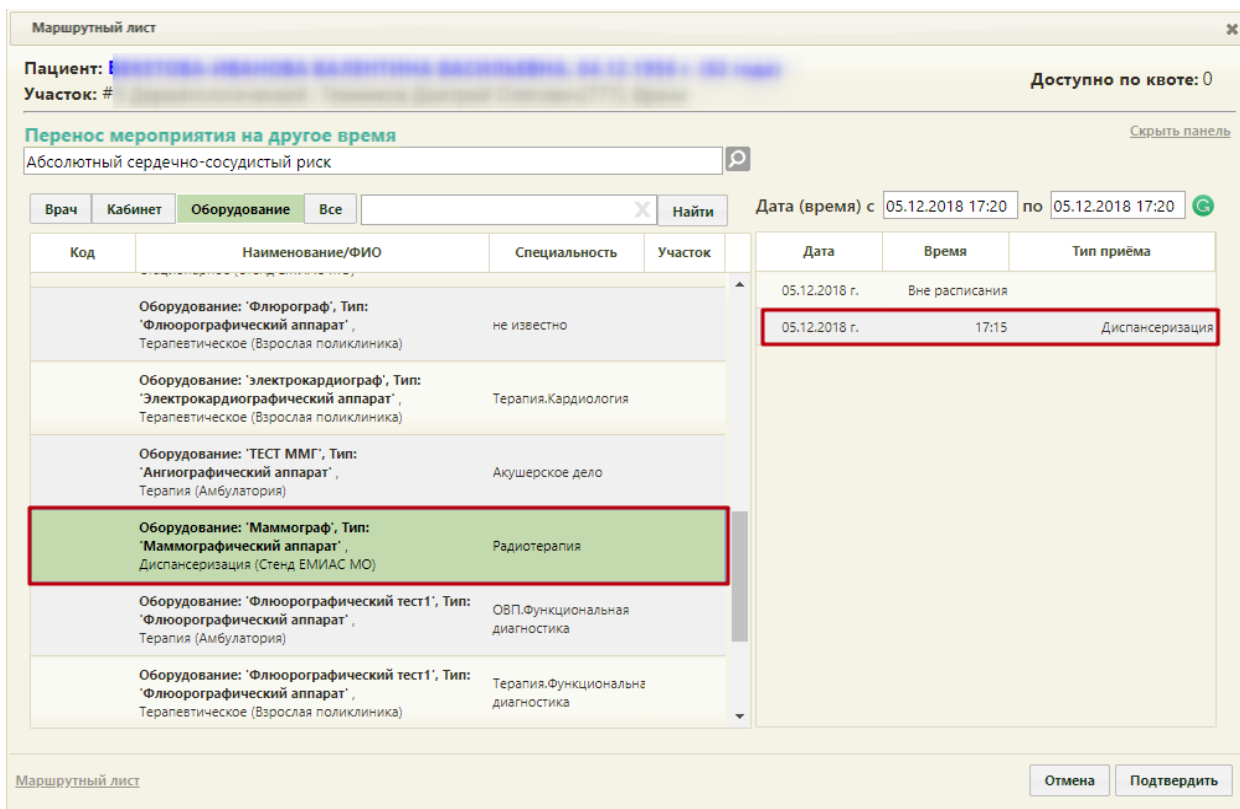 Маршрутный лист
Пациент:
Участок: #
Доступно по квоте: 0
Перенос мероприятия на другое время
Скрыть панель
Абсолютный сердечно-сосудистый риск
Врач Кабинет Оборудование Все X Найти
Дата (время) с 05.12.2018 17:20 по 05.12.2018 17:20
Код Наименование/ФИО Специальность Участок
Оборудование: 'Флюрограф', Тип:
'Флюорографический аппарат' ,
Терапевтическое (Взрослая поликлиника)
не известно
Оборудование: 'электрокардиограф', Тип:
'Электрокардиографический аппарат' ,
Терапевтическое (Взрослая поликлиника)
Терапия.Кардиология
Оборудование: 'ТЕСТ ММГ', Тип:
'Ангиографический аппарат' ,
Терапия (Амбулатория)
Акушерское дело
Оборудование: 'Маммограф', Тип:
'Маммографический аппарат' ,
Диспансеризация (Стенд ЕМИАС МО)
Радиотерапия
Оборудование: 'Флюорографический тест1', Тип:
'Флюорографический аппарат' ,
Терапия (Амбулатория)
ОВП.Функциональная
диагностика
Оборудование: 'Флюорографический тест1', Тип:
'Флюорографический аппарат' ,
Терапевтическое (Взрослая поликлиника)
Терапия.Функциональна
диагностика
Дата Время Тип приёма
05.12.2018 г. Вне расписания
05.12.2018 г. 17:15 Диспансеризация
Маршрутный лист
Отмена Подтвердить